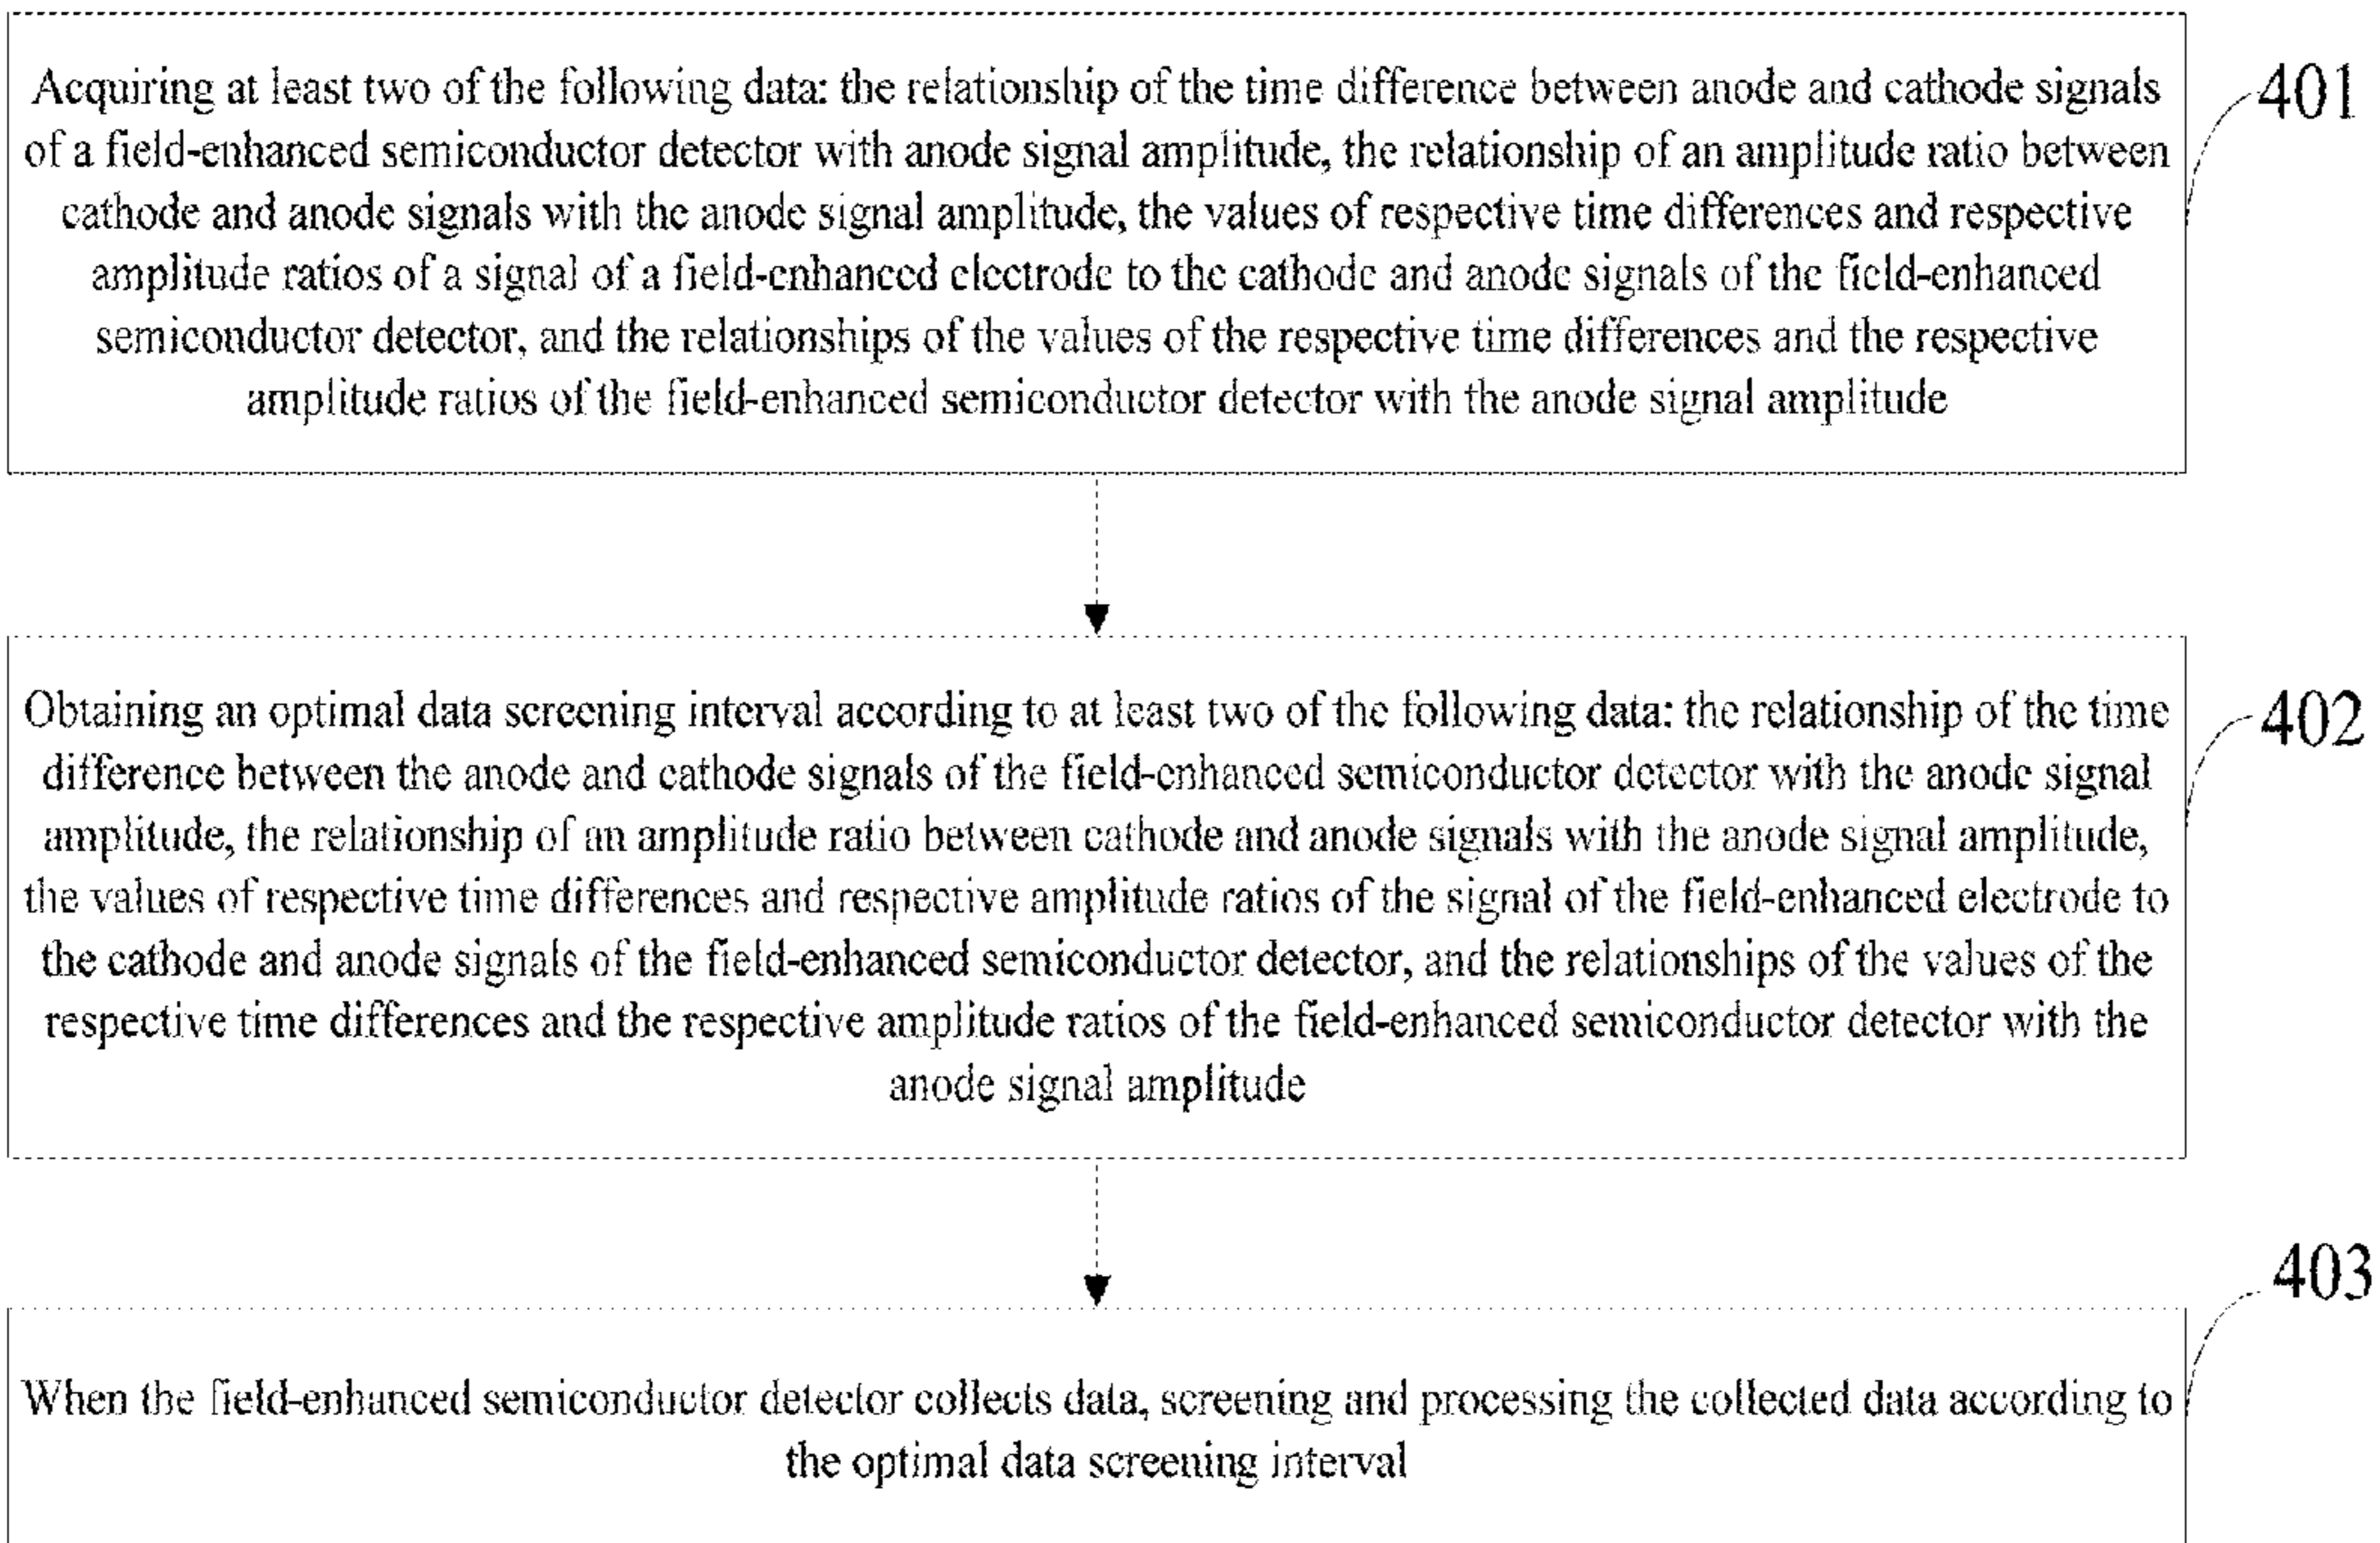 Acquiring at least two of the following data: the relationship of the time difference between anode and cathode signals
of a field-enhanced semiconductor detector with anode signal amplitude, the relationship of an amplitude ratio between
cathode and anode signals with the anode signal amplitude, the values of respective time differences and respective
amplitude ratios of a signal of a field-enhanced electrode to the cathode and anode signals of the field-enhanced
semiconductor detector, and the relationships of the values of the respective time differences and the respective
amplitude ratios of the field-enhanced semiconductor detector with the anode signal amplitude
401
Obtaining an optimal data screening interval according to at least two of the following data: the relationship of the time
difference between the anode and cathode signals of the field-enhanced semiconductor detector with the anode signal
amplitude, the relationship of an amplitude ratio between cathode and anode signals with the anode signal amplitude,
the values of respective time differences and respective amplitude ratios of the signal of the field-enhanced electrode to
the cathode and anode signals of the field-enhanced semiconductor detector, and the relationships of the values of the
respective time differences and the respective amplitude ratios of the field-enhanced semiconductor detector with the
anode signal amplitude
402
When the field-enhanced semiconductor detector collects data, screening and processing the collected data according to
the optimal data screening interval
403